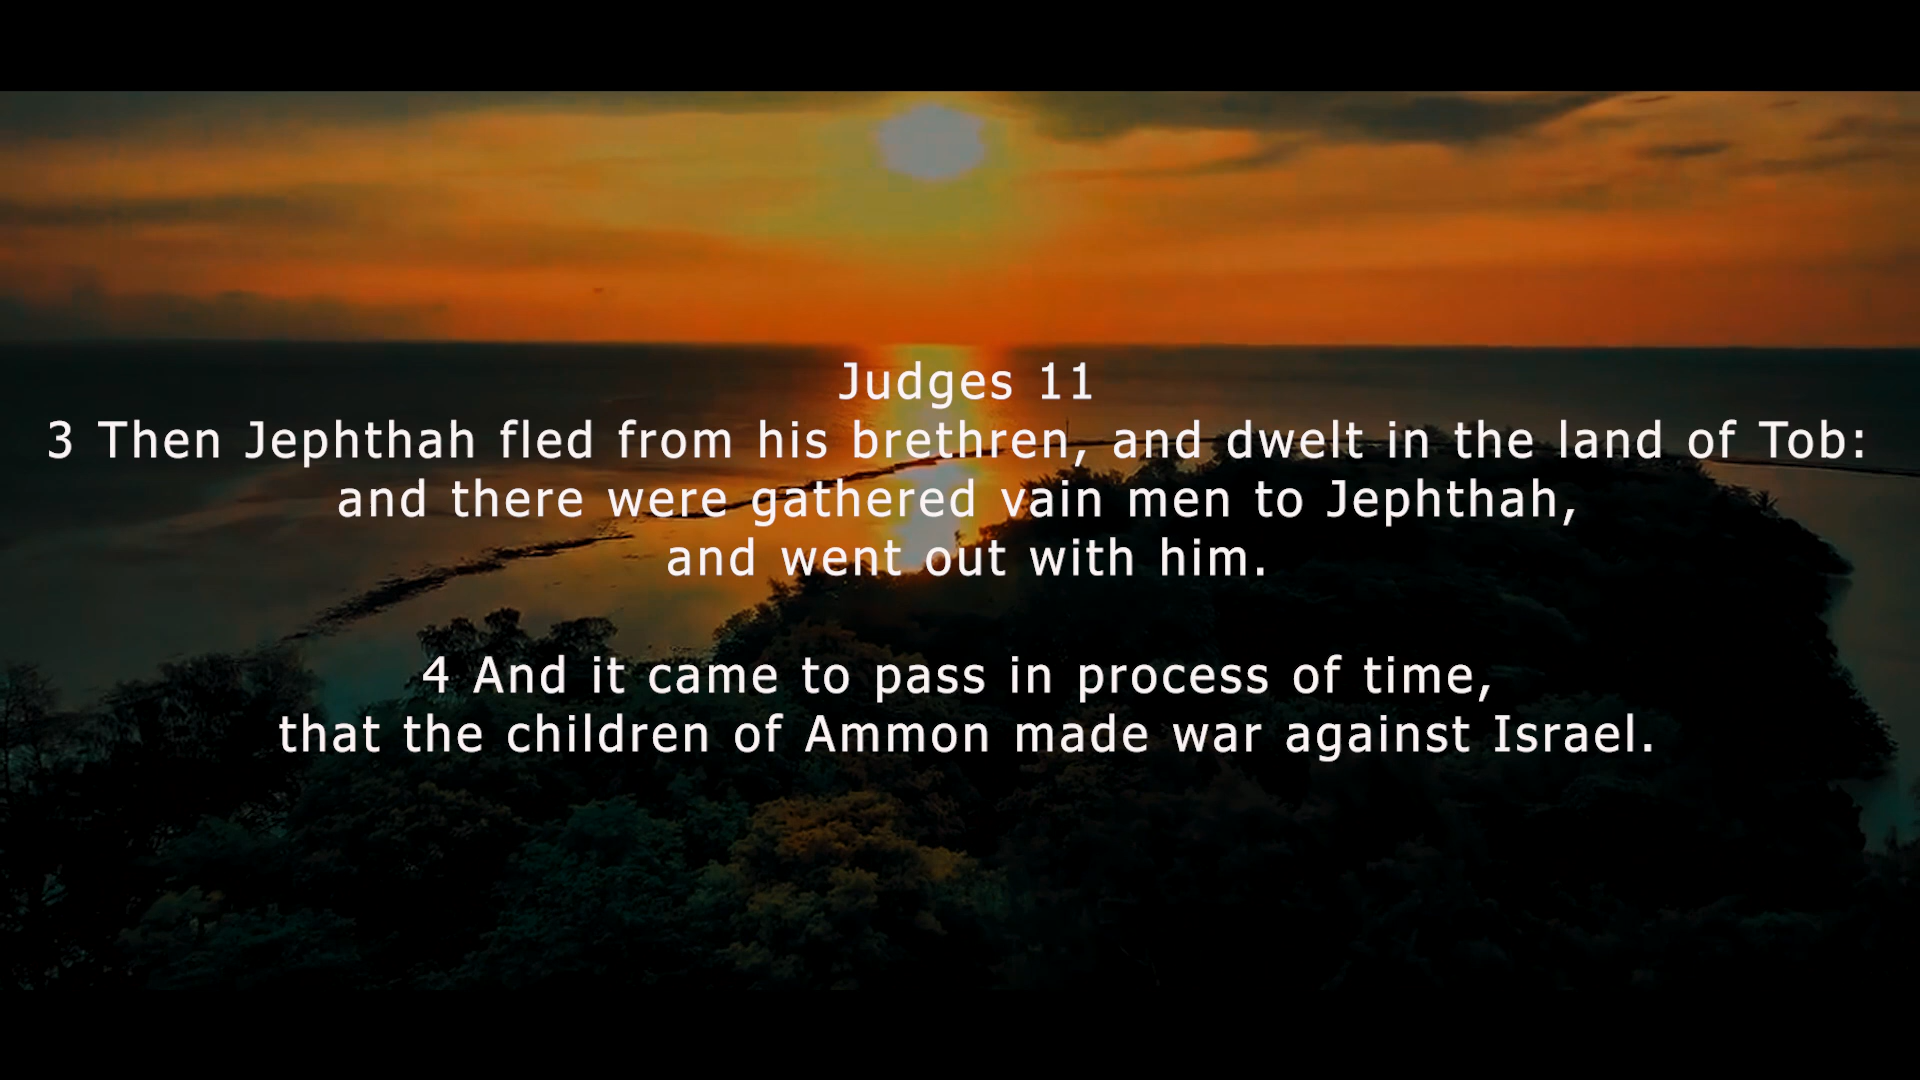 Judges 11
3 Then Jephthah fled from his brethren, and dwelt in the land of Tob:
and there were gathered vain men to Jephthah,
and went out with him.
4 And it came to pass in process of time,
that the children of Ammon made war against Israel.